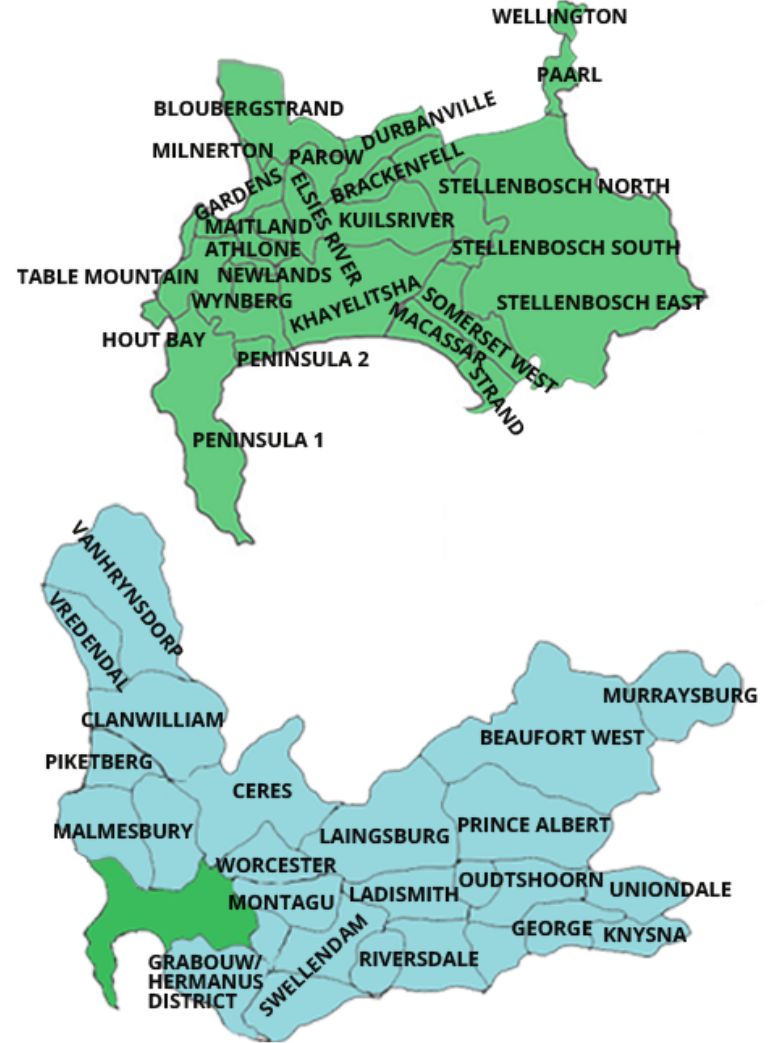 WELLINGTON
PAARL
BLOUBERGSTRAND
DURBANVILLE
MILNERTON
PAROW
BRACKENFELL
GARDENS
ELSIES RIVER
STELLENBOSCH NORTH
MAITLAND
KUILSRIVER
ATHLONE
STELLENBOSCH SOUTH
TABLE MOUNTAIN
NEWLANDS
WYNBERG
KHAYELITSHA
STELLENBOSCH EAST
SOMERSET WEST
HOUT BAY
MACASSAR
PENINSULA 2
STRAND
PENINSULA 1
VANHRYNSDORP
VREDENDAL
MURRAYSBURG
CLANWILLIAM
BEAUFORT WEST
PIKETBERG
CERES
MALMESBURY
LAINGSBURG
PRINCE ALBERT
WORCESTER
OUDTSHOORN
UNIONDALE
MONTAGU
LADISMITH
GEORGE
KNYSNA
SWELLENDAM
RIVERSDALE
GRABOUW/
HERMANUS
DISTRICT